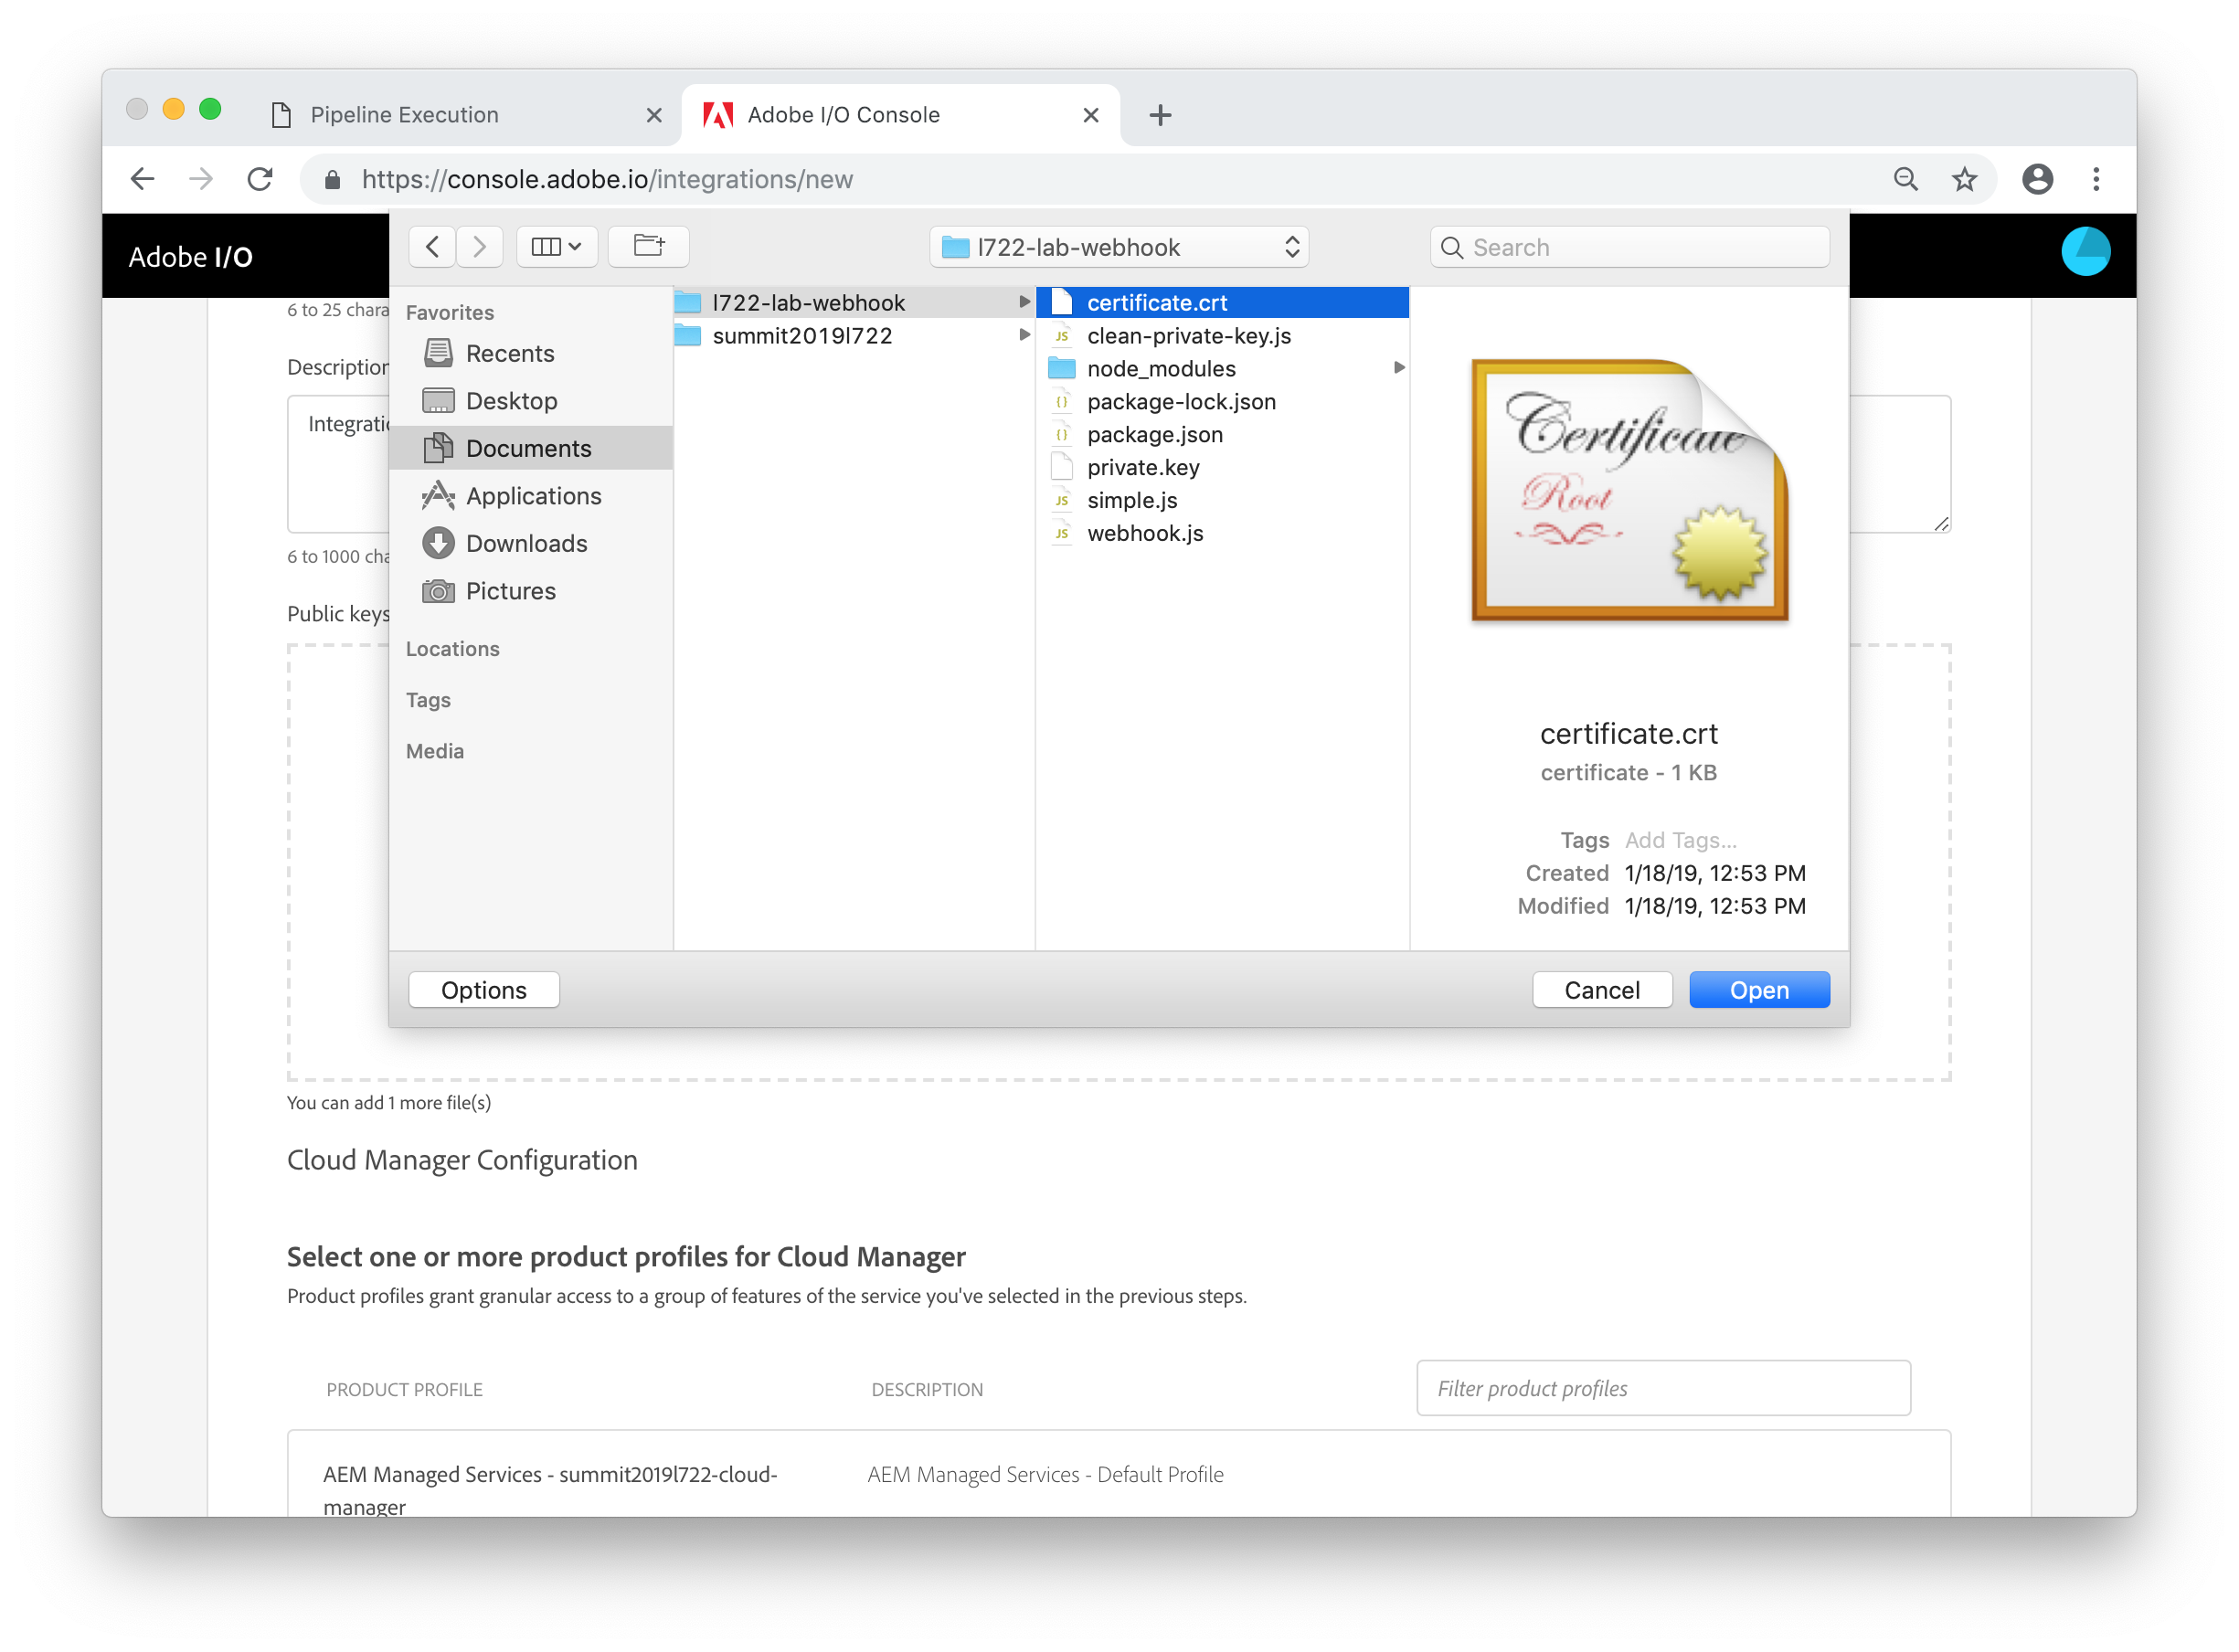 Pipeline Execution
Adobe I/O Console
https://console.adobe.io/integrations/new
Adobe I/O
l722-lab-webhook
Search
6 to 25 chara
Description
Integratio
6 to 1000 cha
Public keys
Favorites
Recents
Desktop
Documents
Applications
Downloads
Pictures
Locations
Tags
Media
l722-lab-webhook
summit2019l722
certificate.crt
clean-private-key.js
node_modules
package-lock.json
package.json
private.key
simple.js
webhook.js
Certificate
Root
certificate.crt
certificate - 1 KB
Tags Add Tags...
Created 1/18/19, 12:53 PM
Modified 1/18/19, 12:53 PM
Options
Cancel
Open
You can add 1 more file(s)
Cloud Manager Configuration
Select one or more product profiles for Cloud Manager
Product profiles grant granular access to a group of features of the service you've selected in the previous steps.
PRODUCT PROFILE
DESCRIPTION
Filter product profiles
AEM Managed Services - summit2019l722-cloud-
manager
AEM Managed Services - Default Profile